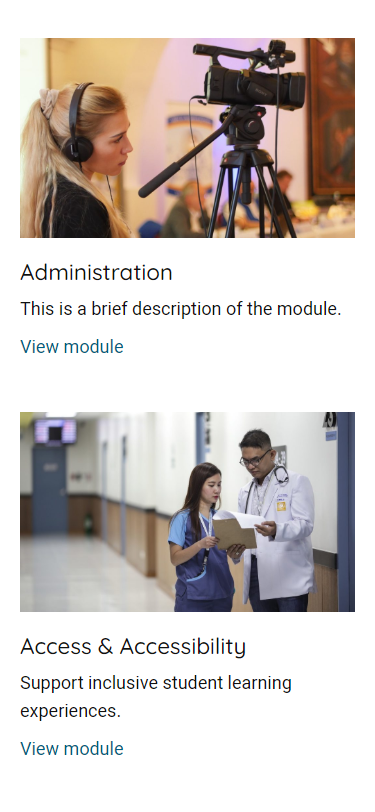 Administration
This is a brief description of the module.
View module
Access & Accessibility
Support inclusive student learning
experiences.
View module